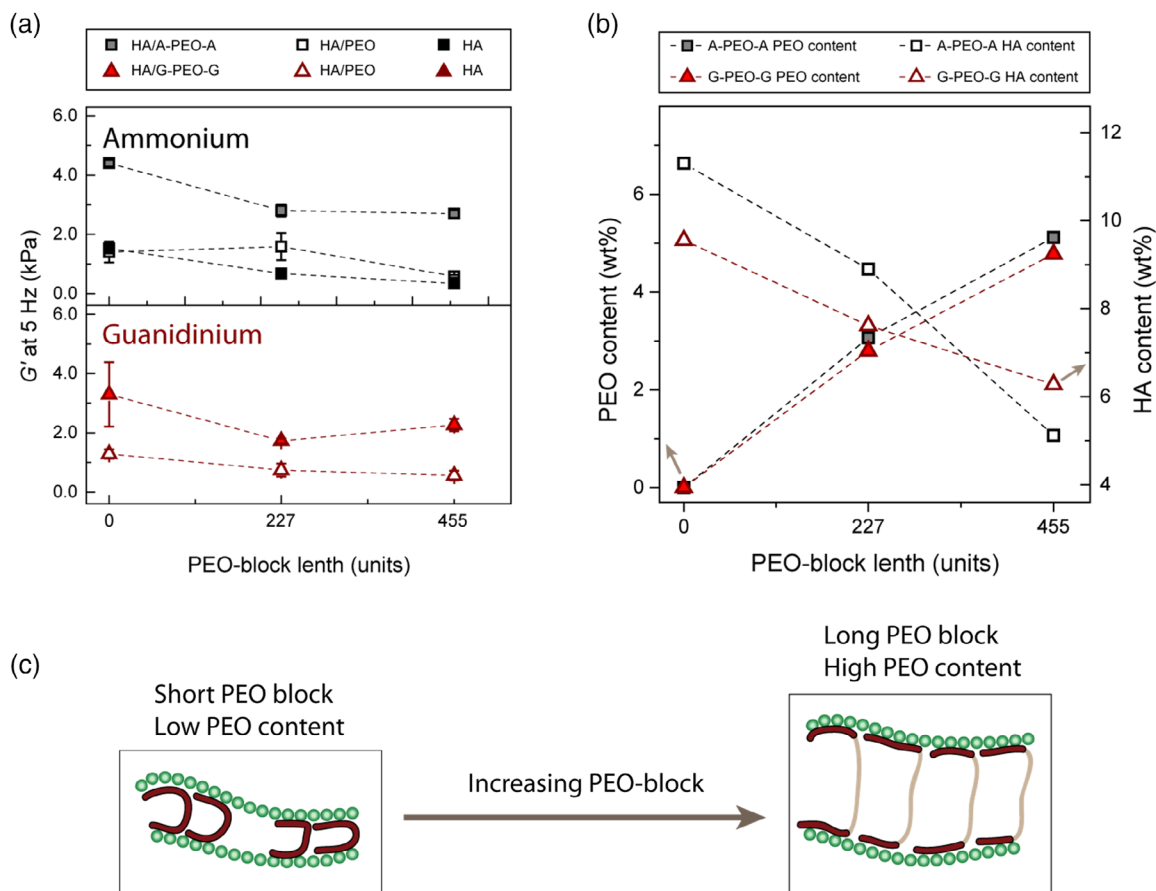 (a)
HA/A-PEO-A HA/PEO HA
HA/G-PEO-G HA/PEO HA
6.0
Ammonium
4.0
2.0
0.0
6.0
Guanidinium
4.0
2.0
0.0
G' at 5 Hz (kPa)
0 227 455
PEO-block lenth (units)
(b)
A-PEO-A PEO content A-PEO-A HA content
G-PEO-G PEO content G-PEO-G HA content
6
4
2
0
PEO content (wt%)
12
10
8
6
4
HA content (wt%)
0 227 455
PEO-block lenth (units)
(c)
Short PEO block
Low PEO content
Increasing PEO-block
Long PEO block
High PEO content